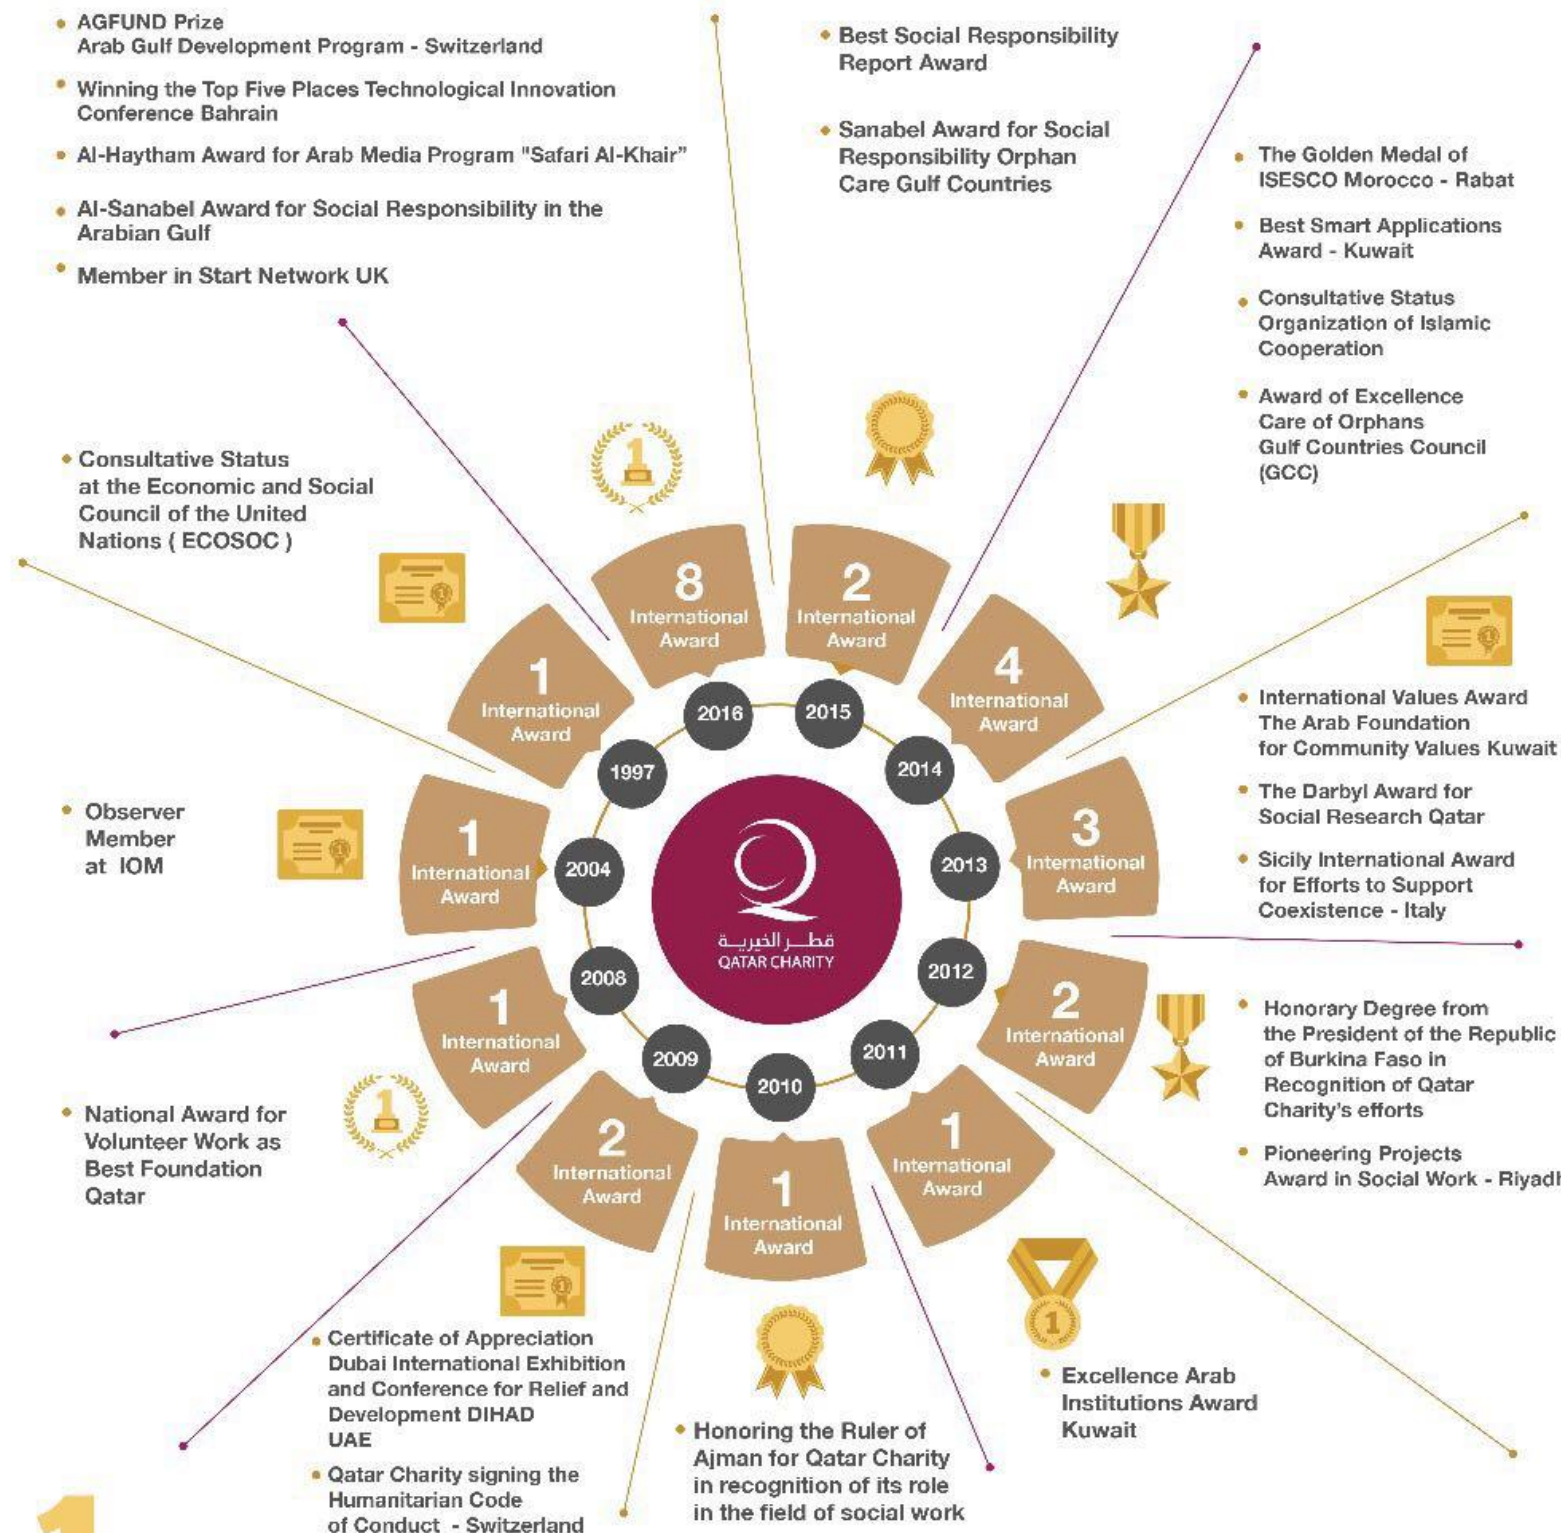 AGFUND Prize
Arab Gulf Development Program - Switzerland
Winning the Top Five Places Technological Innovation
Conference Bahrain
Al-Haytham Award for Arab Media Program "Safari Al-Khair”
Al-Sanabel Award for Social Responsibility in the
Arabian Gulf
Member in Start Network UK
Best Social Responsibility
Report Award
Sanabel Award for Social
Responsibility Orphan
Care Gulf Countries
The Golden Medal of
ISESCO Morocco - Rabat
Best Smart Applications
Award - Kuwait
Consultative Status
Organization of Islamic
Cooperation
Award of Excellence
Care of Orphans
Gulf Countries Council
(GCC)
Consultative Status
at the Economic and Social
Council of the United
Nations ( ECOSOC )
1
1
8
International
Award
2016
2
International
Award
2015
4
International
Award
2014
1
International
Award
1997
1
International Values Award
The Arab Foundation
for Community Values Kuwait
The Darbyl Award for
Social Research Qatar
Sicily International Award
for Efforts to Support
Coexistence - Italy
3
International
Award
2013
Observer
Member
at IOM
1
1
International
Award
2004
قطر الخيرية
QATAR CHARITY
2
International
Award
2012
Honorary Degree from
the President of the Republic
of Burkina Faso in
Recognition of Qatar
Charity's efforts
Pioneering Projects
Award in Social Work - Riyadh
1
International
Award
2008
National Award for
Volunteer Work as
Best Foundation
Qatar
1
2
International
Award
2009
1
International
Award
2010
1
International
Award
2011
1
Certificate of Appreciation
Dubai International Exhibition
and Conference for Relief and
Development DIHAD
UAE
Qatar Charity signing the
Humanitarian Code
of Conduct - Switzerland
Honoring the Ruler of
Ajman for Qatar Charity
in recognition of its role
in the field of social work
1
Excellence Arab
Institutions Award
Kuwait
1